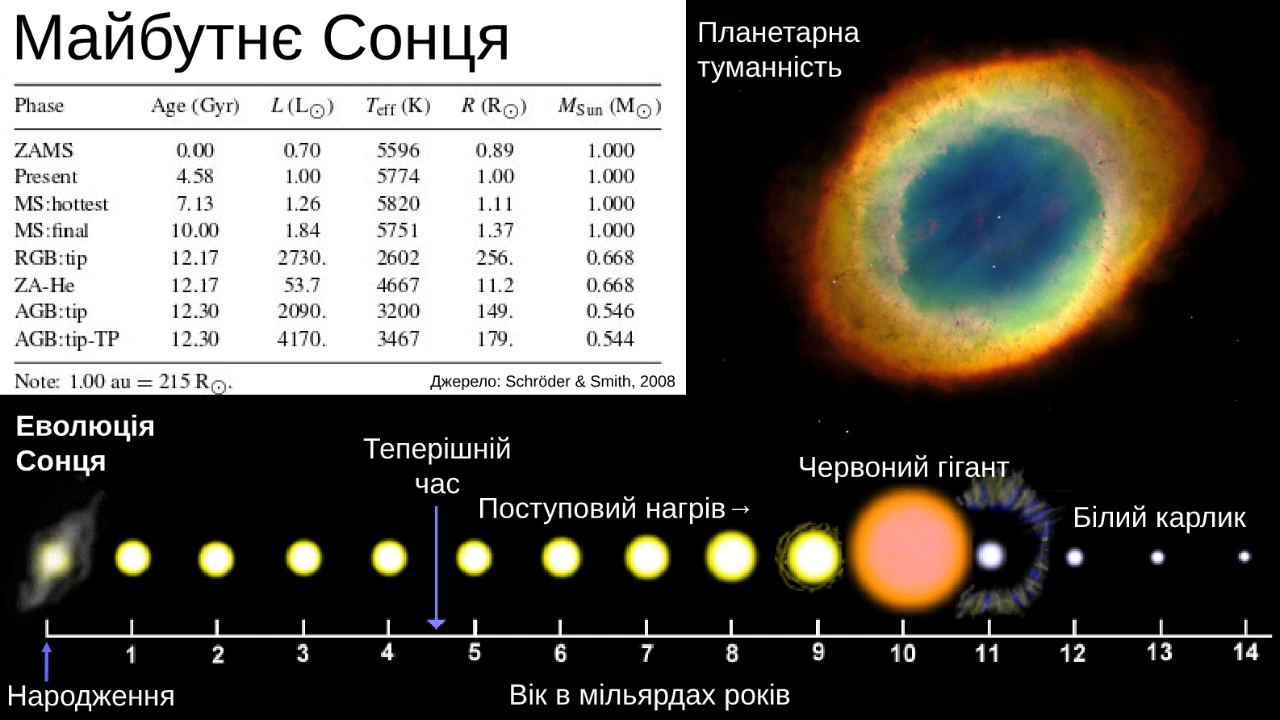 Майбутнє Сонця
Phase Age (Gyr) L (L☉) Teff (K) R (R☉) MSun (M☉)
ZAMS 0.00 0.70 5596 0.89 1.000
Present 4.58 1.00 5774 1.00 1.000
MS:hottest 7.13 1.26 5820 1.11 1.000
MS:final 10.00 1.84 5751 1.37 1.000
RGB:tip 12.17 2730. 2602 256. 0.668
ZA-He 12.17 53.7 4667 11.2 0.668
AGB:tip 12.30 2090. 3200 149. 0.546
AGB:tip-TP 12.30 4170. 3467 179. 0.544
Note: 1.00 au = 215 R☉.
Джерело: Schröder & Smith, 2008
Планетарна
туманність
Еволюція
Сонця
Теперішній
час
Поступовий нагрів→
Червоний гігант
Білий карлик
1 2 3 4 5 6 7 8 9 10 11 12 13 14
Народження
Вік в мільярдах років